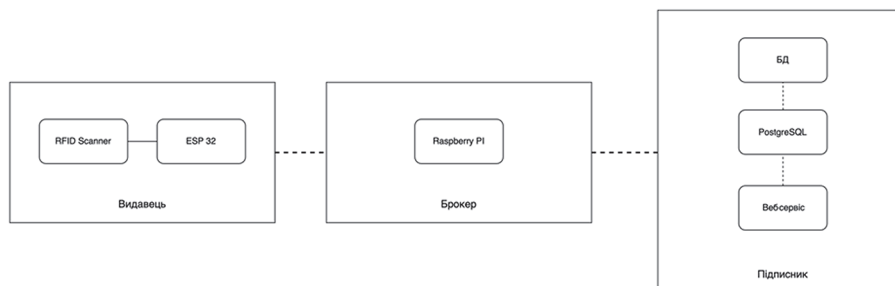 RFID Scanner
ESP 32
Видавець
Raspberry PI
Брокер
БД
PostgreSQL
Вебсервіс
Підписник